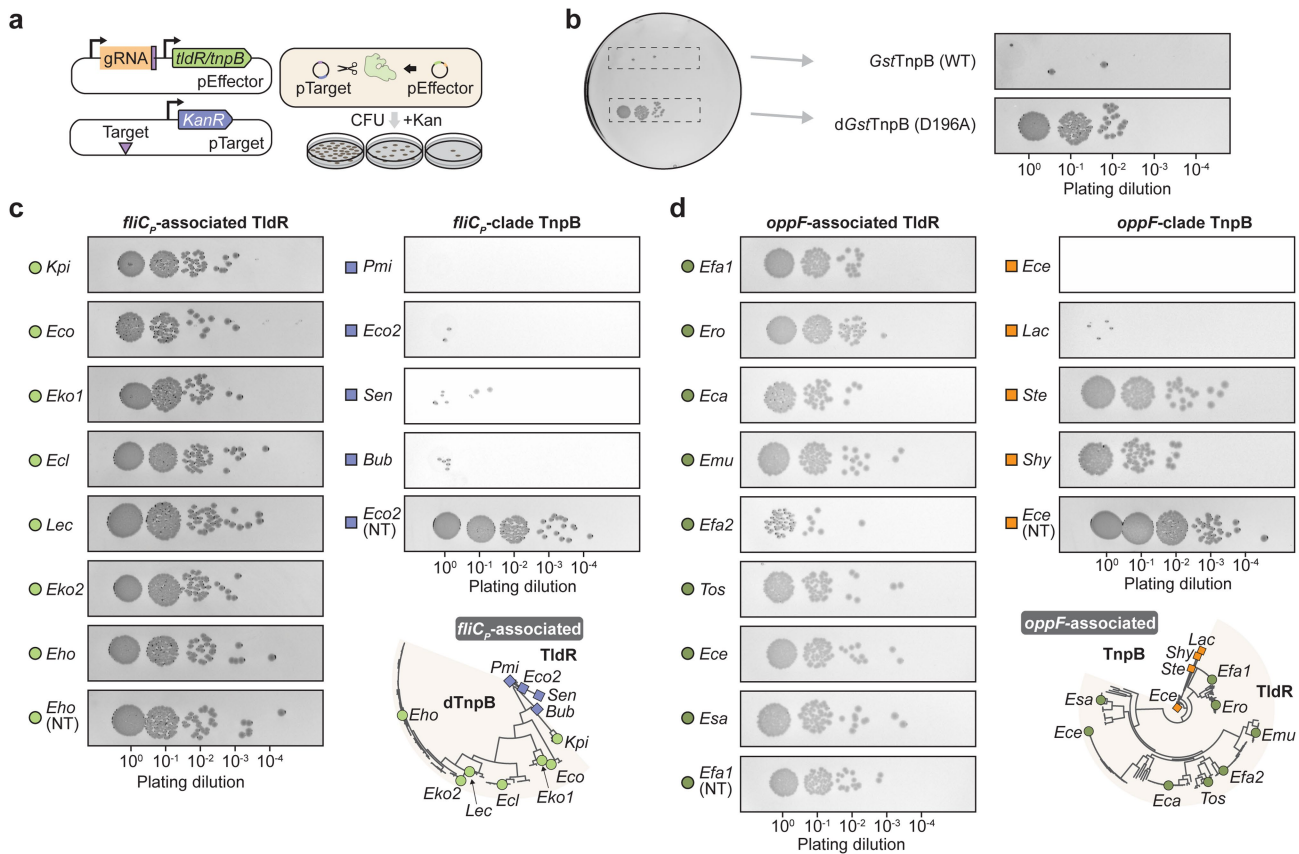 a
gRNA
tldR/tnpB
pEffector
KanR
Target
pTarget
pTarget
pEffector
CFU
+Kan
b
GstTnpB (WT)
dGstTnpB (D196A)
10⁰ 10⁻¹ 10⁻² 10⁻³ 10⁻⁴
Plating dilution
c
fliCP-associated TldR
Kpi
Eco
Eko1
Ecl
Lec
Eko2
Eho
Eho
(NT)
10⁰ 10⁻¹ 10⁻² 10⁻³ 10⁻⁴
Plating dilution
fliCP-clade TnpB
Pmi
Eco2
Sen
Bub
Eco2
(NT)
10⁰ 10⁻¹ 10⁻² 10⁻³ 10⁻⁴
Plating dilution
fliCP-associated
TldR
Pmi
Eco2
Sen
Bub
dTnpB
Eho
Kpi
Eco
Eko1
Ecl
Lec
Eko2
d
oppF-associated TldR
Efa1
Ero
Eca
Emu
Efa2
Tos
Ece
Esa
Efa1
(NT)
10⁰ 10⁻¹ 10⁻² 10⁻³ 10⁻⁴
Plating dilution
oppF-clade TnpB
Ece
Lac
Ste
Shy
Ece
(NT)
10⁰ 10⁻¹ 10⁻² 10⁻³ 10⁻⁴
Plating dilution
oppF-associated
TnpB
Lac
Shy
Ste
Efa1
TldR
Ece
Esa
Ero
Ece
Emu
Efa2
Eca
Tos